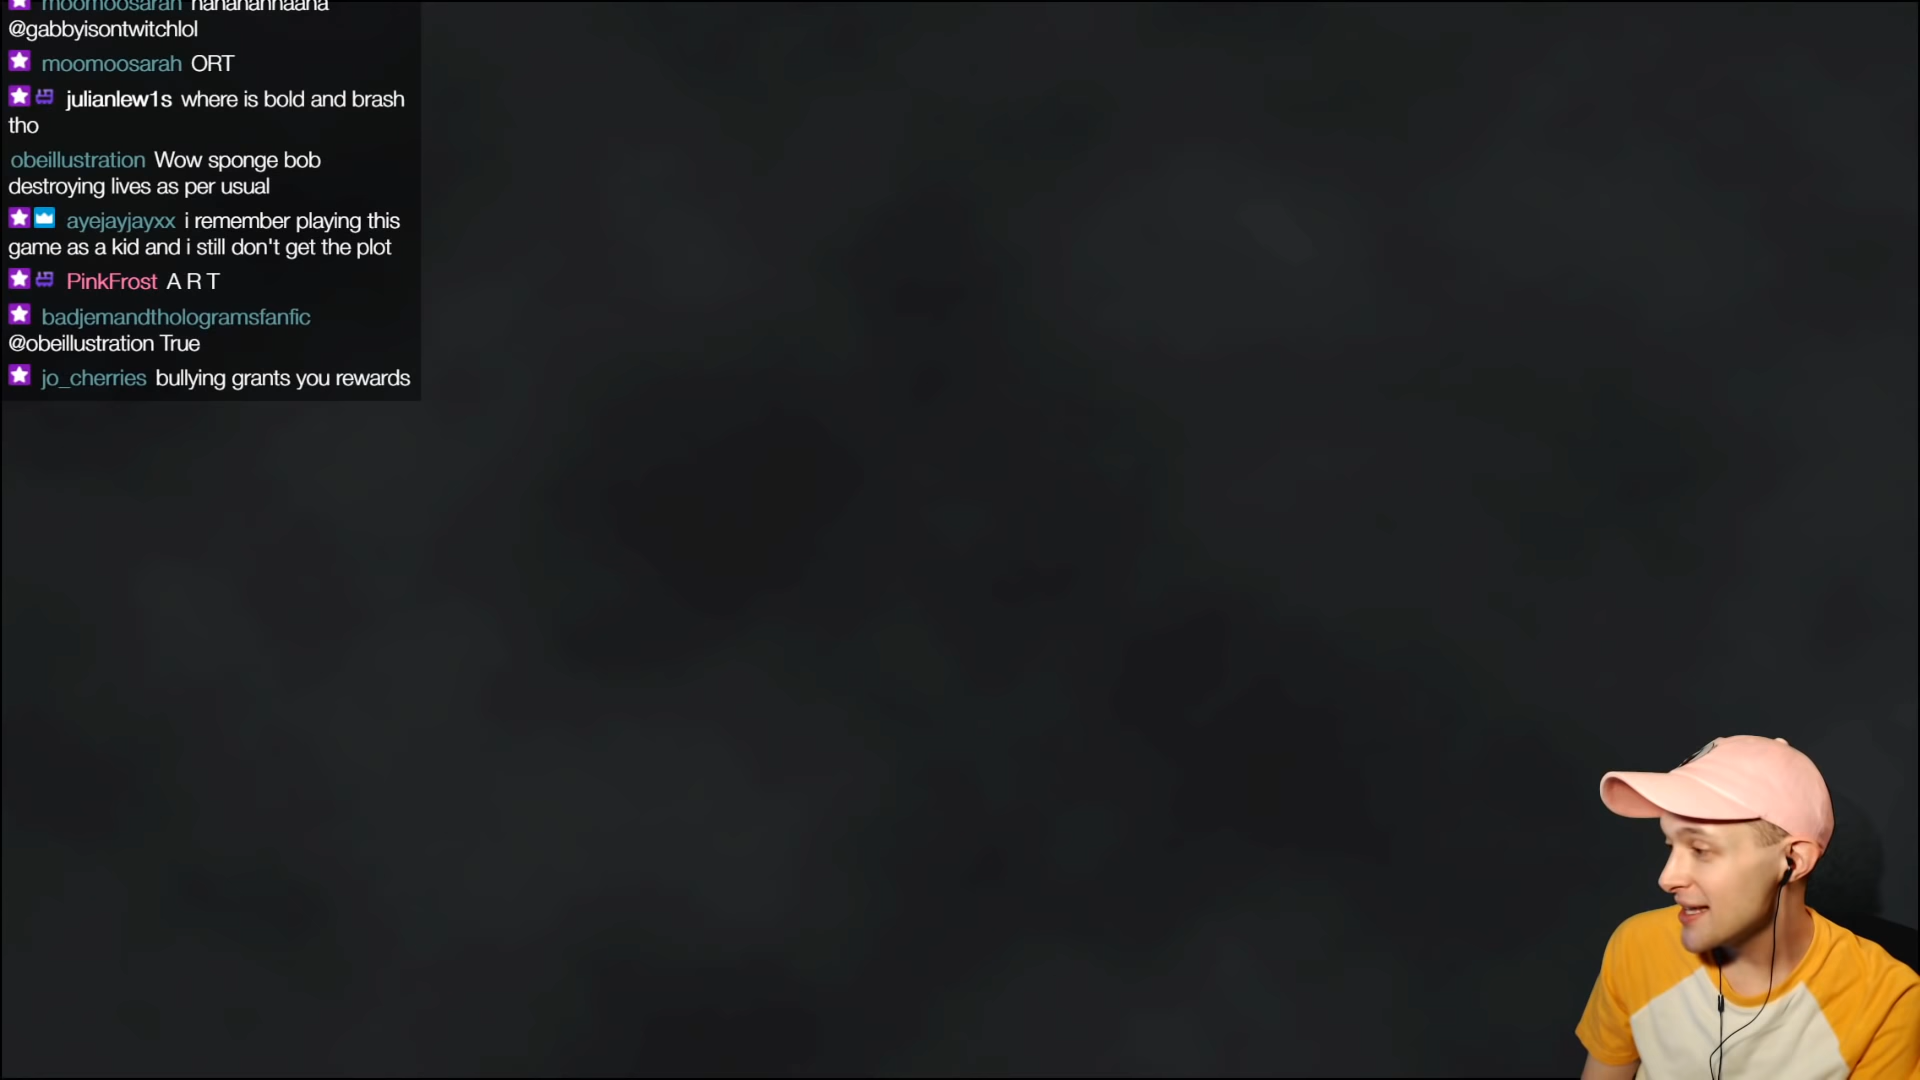 moomoosarah hahahahhaaha
@gabbyisontwitchlol
moomoosarah ORT
julianlew1s where is bold and brash
tho
obeillustration Wow sponge bob
destroying lives as per usual
ayejayjayxx i remember playing this
game as a kid and i still don't get the plot
PinkFrost A R T
badjemandthologramsfanfic
@obeillustration True
jo_cherries bullying grants you rewards